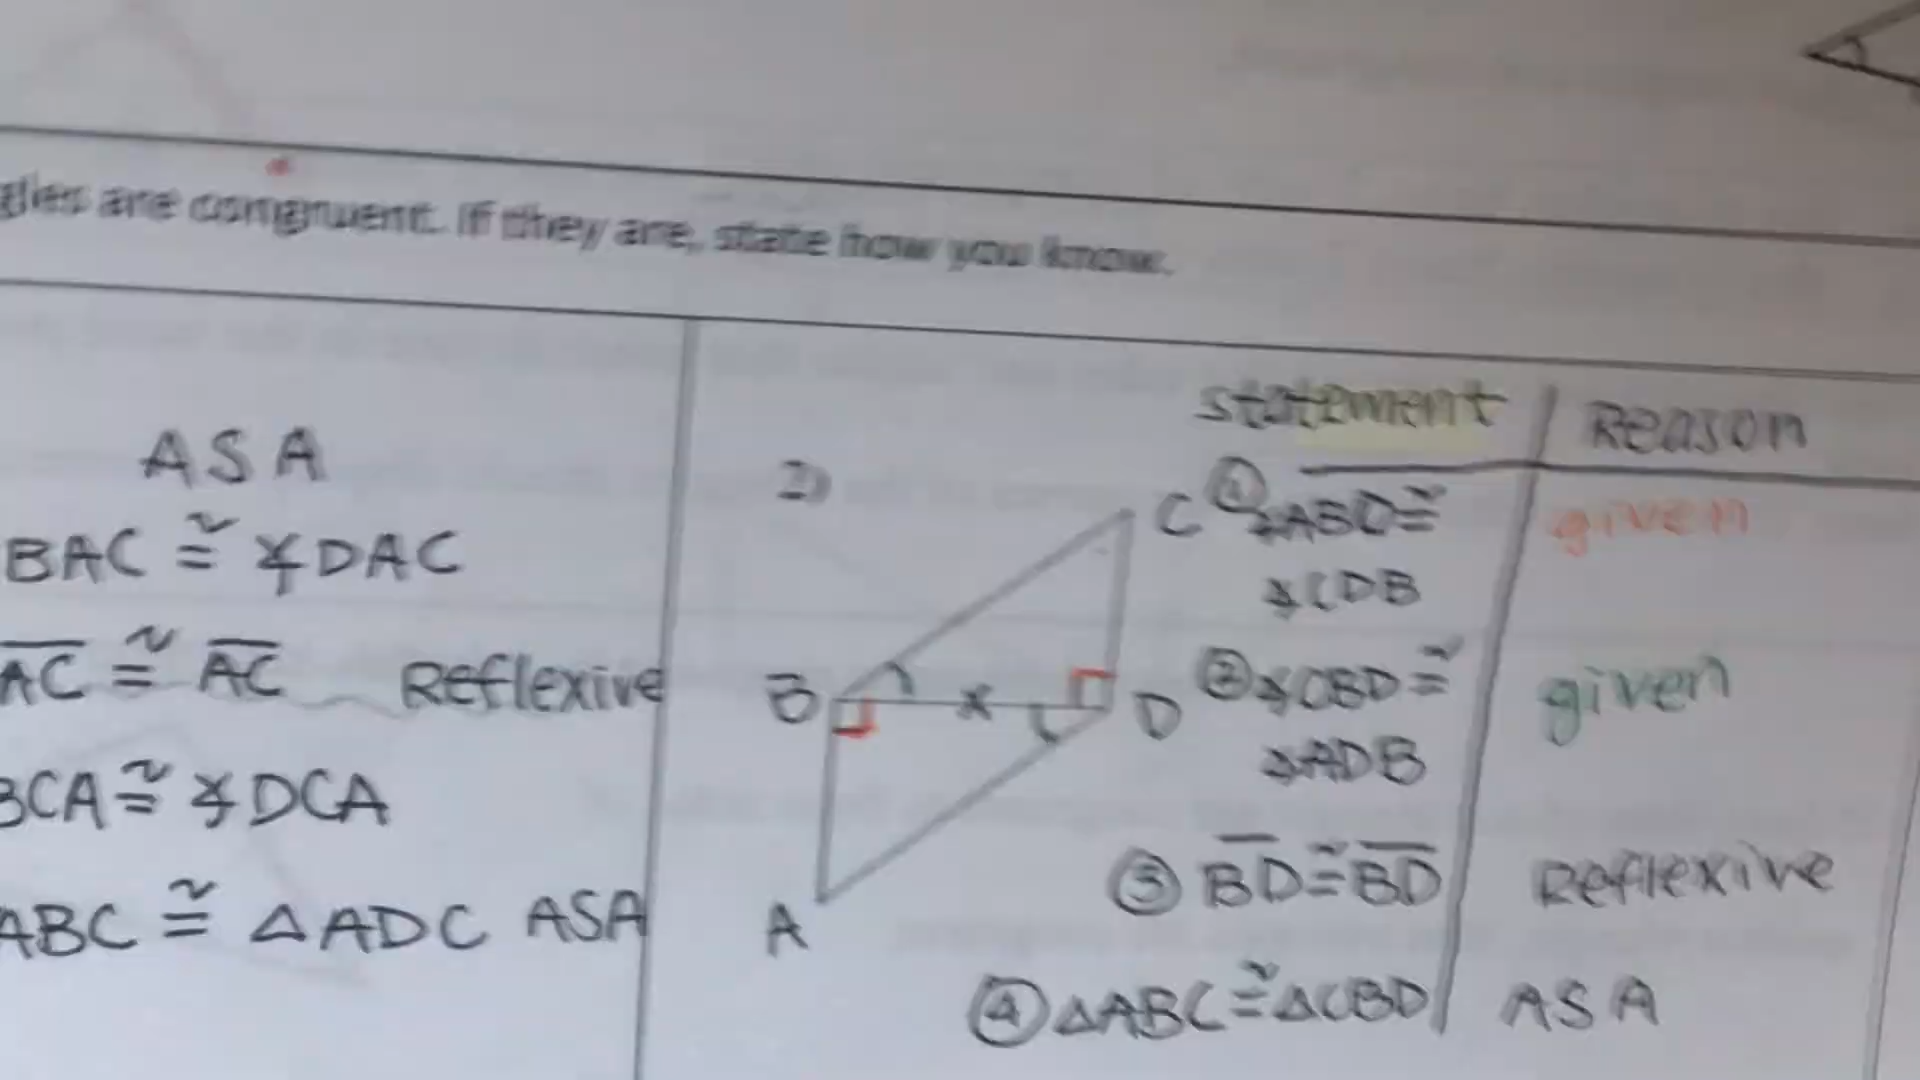 are congruent. If they are, state how you know.
ASA
BAC ≅ ∡DAC
AC ≅ AC Reflexive
BCA ≅ ∡DCA
ABC ≅ △ADC ASA
2)
statement Reason
① ∡ABD ≅ given
∡CDB
② ∡CBD ≅ given
∡ADB
③ BD ≅ BD Reflexive
④ △ABC ≅ △CBD ASA
C
B x D
A